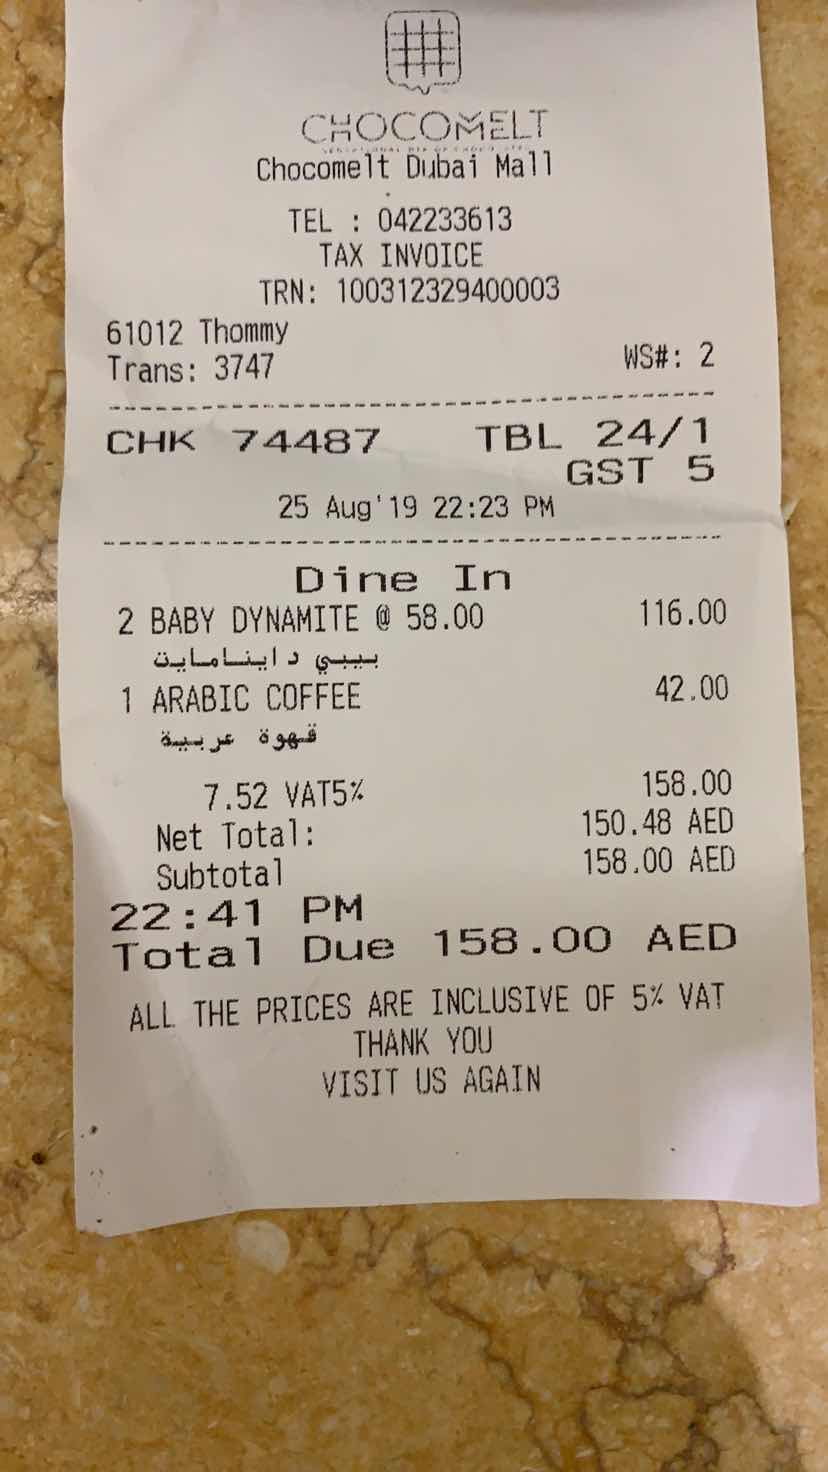 CHOCOMELT
Chocomelt Dubai Mall
TEL : 042233613
TAX INVOICE
TRN: 100312329400003
61012 Thommy
Trans: 3747 WS#: 2
CHK 74487 TBL 24/1
GST 5
25 Aug'19 22:23 PM
Dine In
2 BABY DYNAMITE @ 58.00 116.00
بيبي داينامايت
1 ARABIC COFFEE 42.00
قهوة عربية
7.52 VAT5% 158.00
Net Total: 150.48 AED
Subtotal 158.00 AED
22:41 PM
Total Due 158.00 AED
ALL THE PRICES ARE INCLUSIVE OF 5% VAT
THANK YOU
VISIT US AGAIN